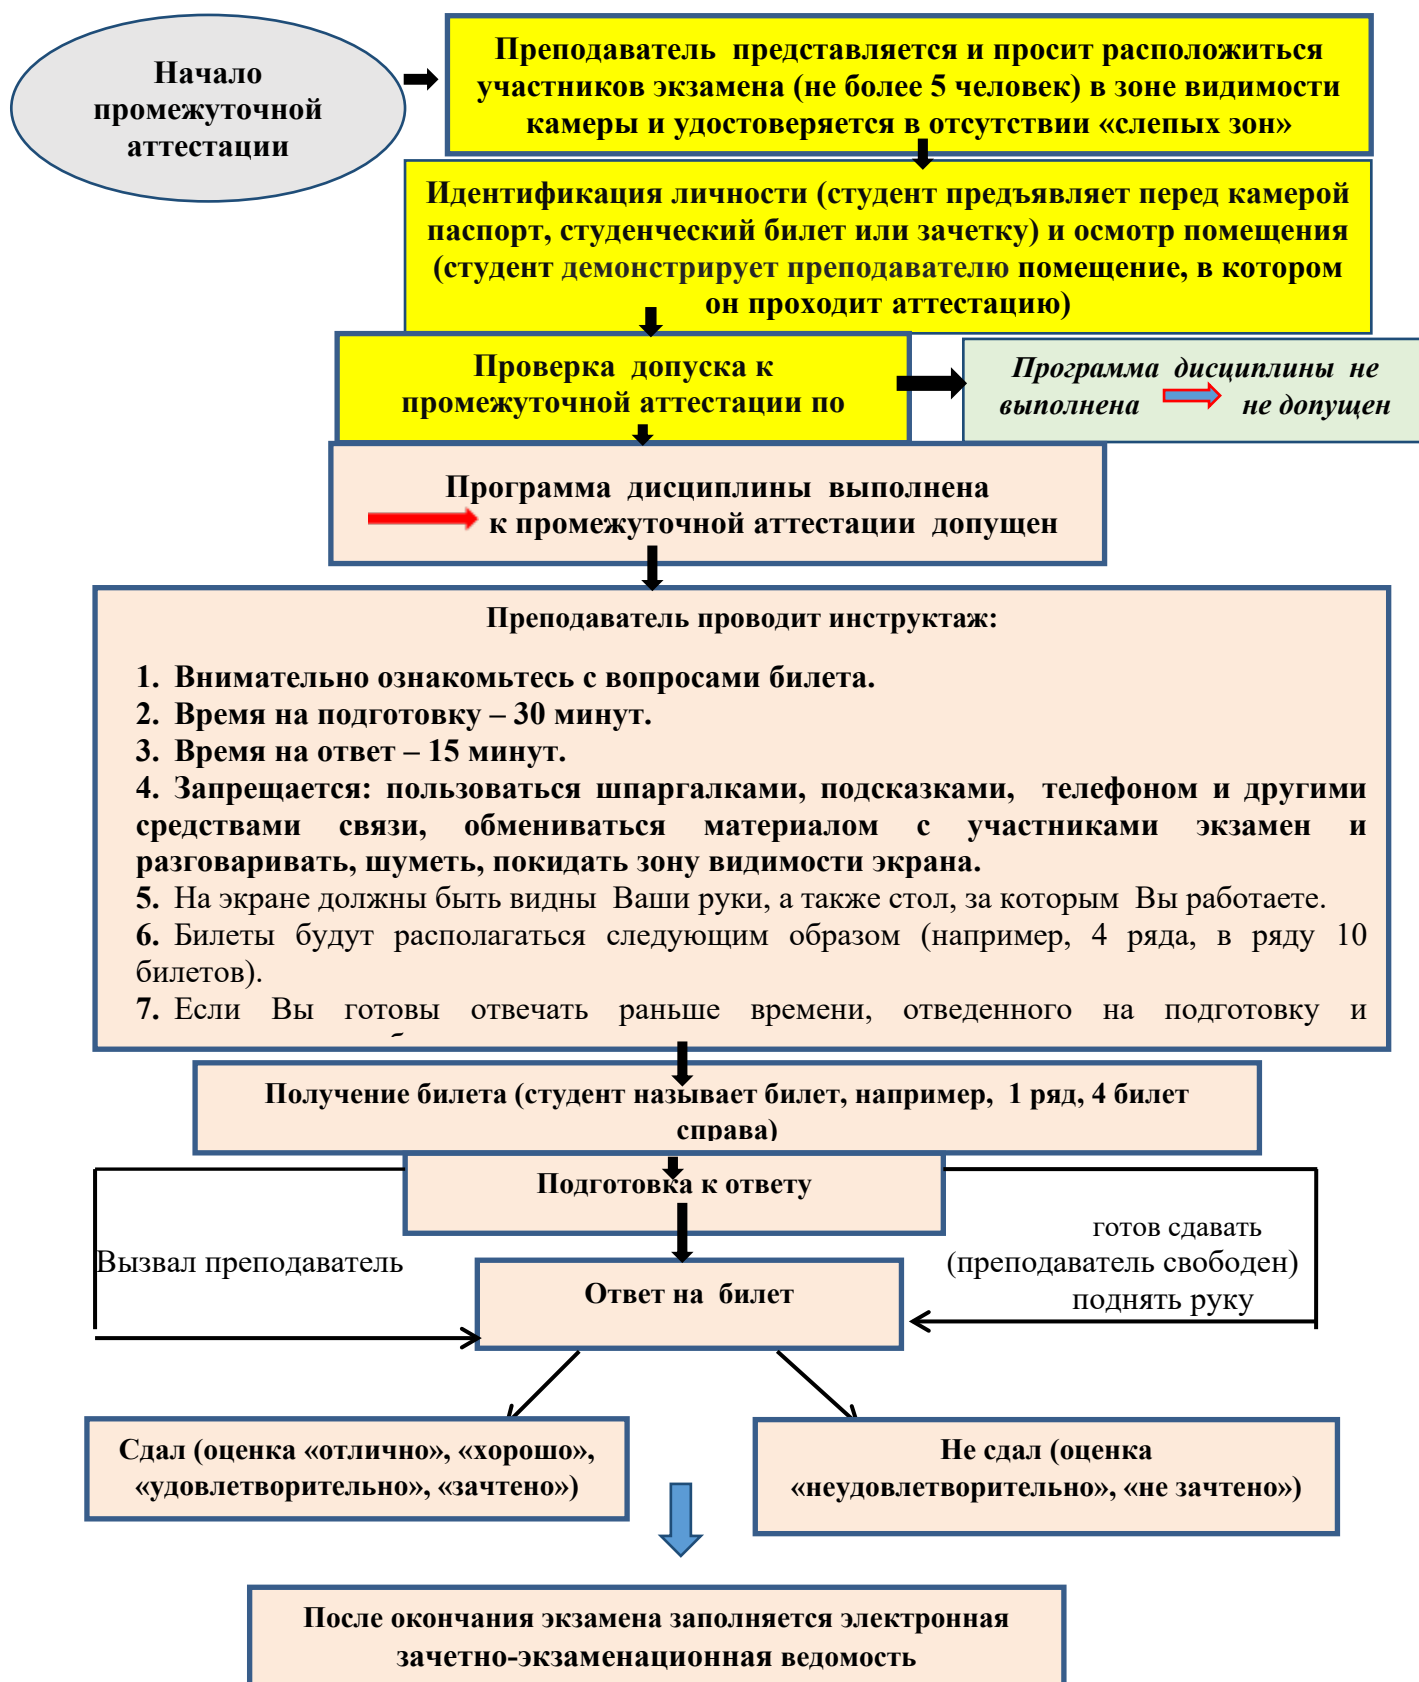 Начало
промежуточной
аттестации
Преподаватель представляется и просит расположиться
участников экзамена (не более 5 человек) в зоне видимости
камеры и удостоверяется в отсутствии «слепых зон»
Идентификация личности (студент предъявляет перед камерой
паспорт, студенческий билет или зачетку) и осмотр помещения
(студент демонстрирует преподавателю помещение, в котором
он проходит аттестацию)
Проверка допуска к
промежуточной аттестации по
Программа дисциплины не
выполнена не допущен
Программа дисциплины выполнена
к промежуточной аттестации допущен
Преподаватель проводит инструктаж:
1. Внимательно ознакомьтесь с вопросами билета.
2. Время на подготовку – 30 минут.
3. Время на ответ – 15 минут.
4. Запрещается: пользоваться шпаргалками, подсказками, телефоном и другими
средствами связи, обмениваться материалом с участниками экзамен и
разговаривать, шуметь, покидать зону видимости экрана.
5. На экране должны быть видны Ваши руки, а также стол, за которым Вы работаете.
6. Билеты будут располагаться следующим образом (например, 4 ряда, в ряду 10
билетов).
7. Если Вы готовы отвечать раньше времени, отведенного на подготовку и
Получение билета (студент называет билет, например, 1 ряд, 4 билет
справа)
Подготовка к ответу
Вызвал преподаватель
готов сдавать
(преподаватель свободен)
поднять руку
Ответ на билет
Сдал (оценка «отлично», «хорошо»,
«удовлетворительно», «зачтено»)
Не сдал (оценка
«неудовлетворительно», «не зачтено»)
После окончания экзамена заполняется электронная
зачетно-экзаменационная ведомость